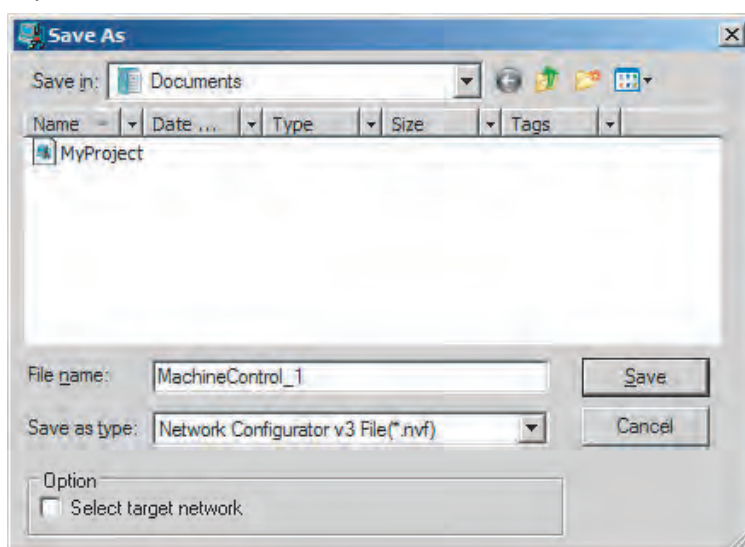 Save As
Save in: Documents
Name Date ... Type Size Tags
MyProject
File name: MachineControl_1 Save
Save as type: Network Configurator v3 File(*.nvf) Cancel
Option
Select target network